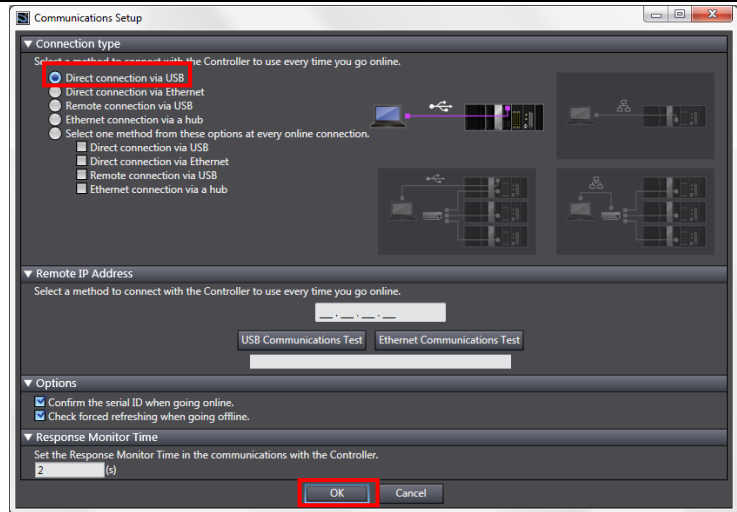 Communications Setup
▼ Connection type
Select a method to connect with the Controller to use every time you go online.
Direct connection via USB
Direct connection via Ethernet
Remote connection via USB
Ethernet connection via a hub
Select one method from these options at every online connection.
Direct connection via USB
Direct connection via Ethernet
Remote connection via USB
Ethernet connection via a hub
▼ Remote IP Address
Select a method to connect with the Controller to use every time you go online.
__.__.__.__
USB Communications Test Ethernet Communications Test
▼ Options
Confirm the serial ID when going online.
Check forced refreshing when going offline.
▼ Response Monitor Time
Set the Response Monitor Time in the communications with the Controller.
2 (s)
OK Cancel